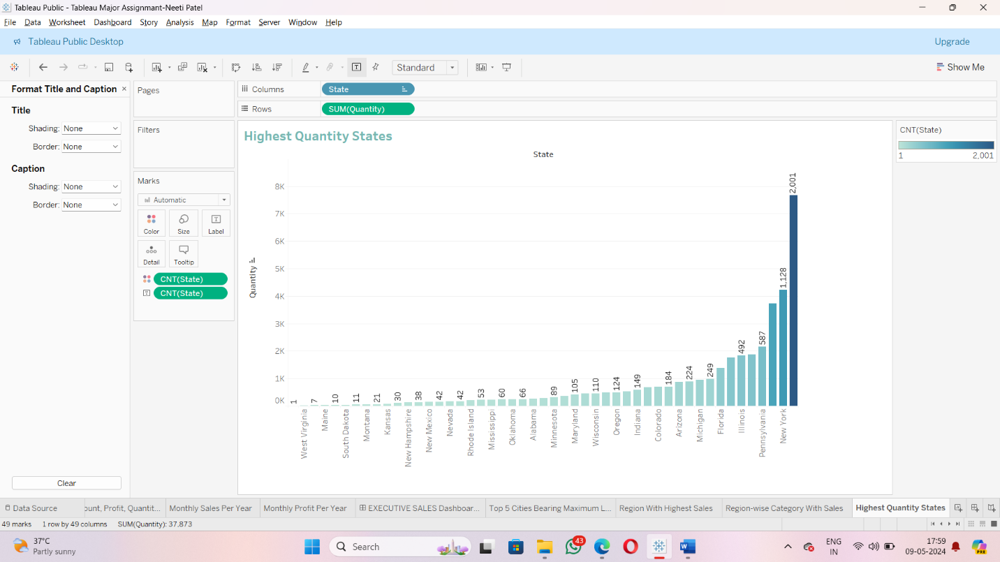 Tableau Public - Tableau Major Assignmant-Neeti Patel
File Data Worksheet Dashboard Story Analysis Map Format Server Window Help
Tableau Public Desktop
Upgrade
Standard
Show Me
Format Title and Caption
Title
Shading: None
Border: None
Caption
Shading: None
Border: None
Clear
Pages
Filters
Marks
Automatic
Color
Size
Label
Detail
Tooltip
CNT(State)
CNT(State)
Columns
State
Rows
SUM(Quantity)
Highest Quantity States
State
Quantity
8K
7K
6K
5K
4K
3K
2K
1K
0K
1
7
10
11
21
30
38
42
42
53
60
66
89
105
110
124
149
184
224
249
492
587
1,128
2,001
West Virginia
Maine
South Dakota
Montana
Kansas
New Hampshire
New Mexico
Nevada
Rhode Island
Mississippi
Oklahoma
Alabama
Minnesota
Maryland
Wisconsin
Oregon
Indiana
Colorado
Arizona
Michigan
Florida
Illinois
Pennsylvania
New York
CNT(State)
1 2,001
Data Source
ount, Profit, Quantit...
Monthly Sales Per Year
Monthly Profit Per Year
EXECUTIVE SALES Dashboar...
Top 5 Cities Bearing Maximum L...
Region With Highest Sales
Region-wise Category With Sales
Highest Quantity States
49 marks 1 row by 49 columns SUM(Quantity): 37,873
37°C
Partly sunny
Search
43
PRE
ENG
IN
17:59
09-05-2024